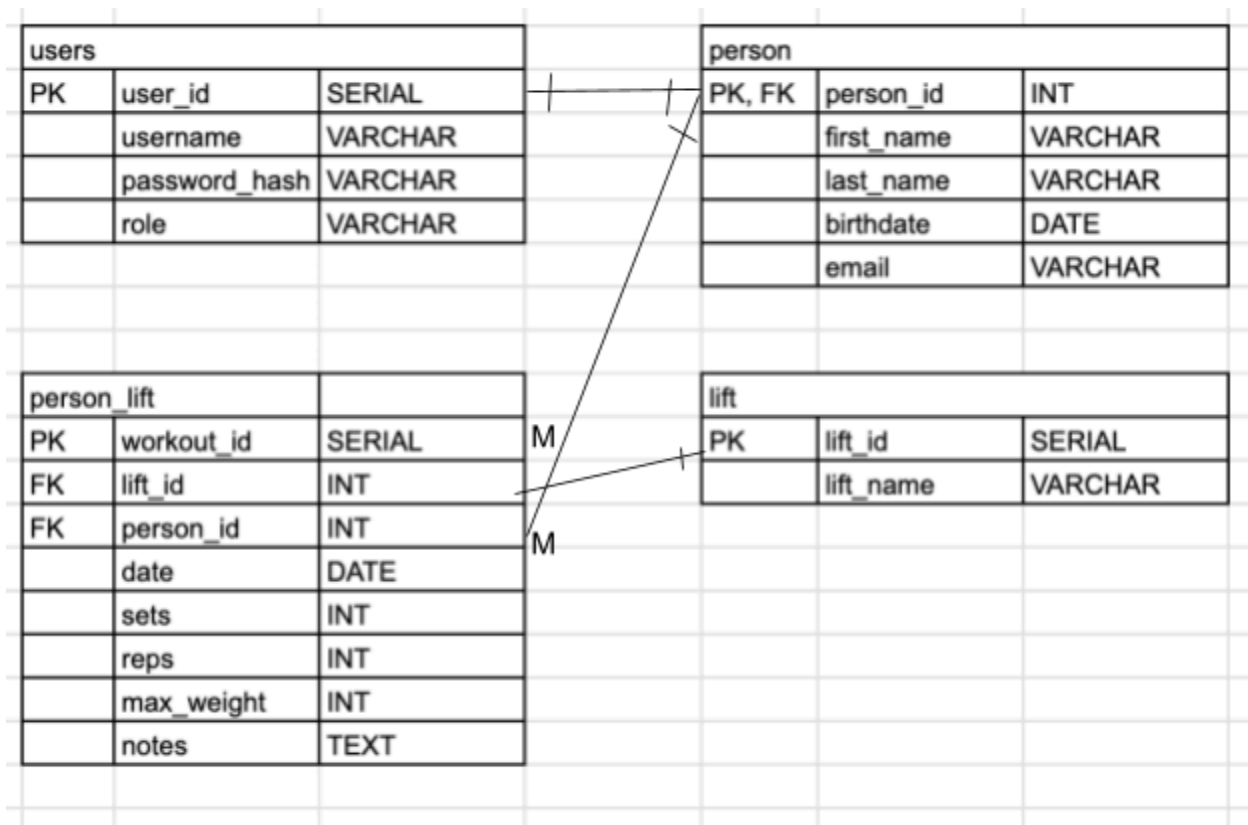 users
PK user_id SERIAL
username VARCHAR
password_hash VARCHAR
role VARCHAR
person
PK, FK person_id INT
first_name VARCHAR
last_name VARCHAR
birthdate DATE
email VARCHAR
person_lift
PK workout_id SERIAL
FK lift_id INT
FK person_id INT
date DATE
sets INT
reps INT
max_weight INT
notes TEXT
M
M
lift
PK lift_id SERIAL
lift_name VARCHAR